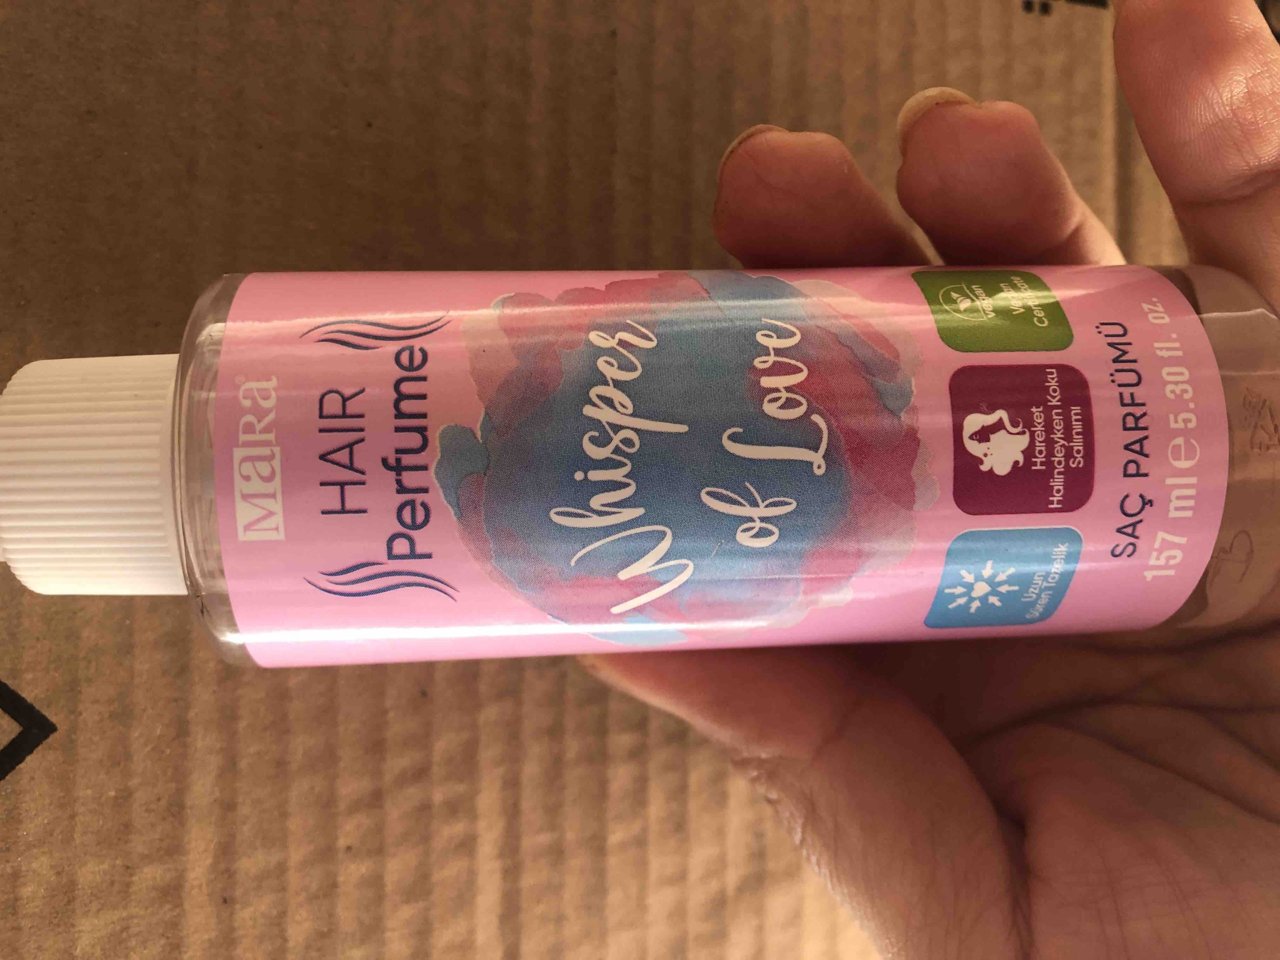 MaRa®
HAIR
Perfume
Whisper
of Love
Uzun
Süren Tazelik
Hareket
Halindeyken Koku
Salınımı
vegan
Vegan
Certificate
SAÇ PARFÜMÜ
157 ml ℮ 5.30 fl. oz.